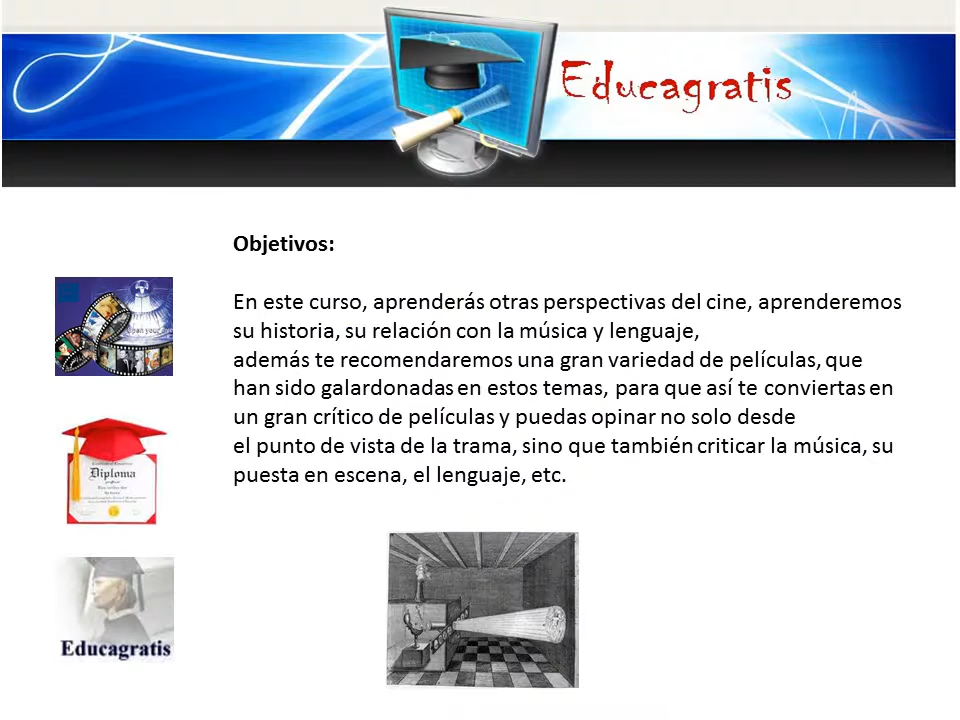 Educagratis
Objetivos:
En este curso, aprenderás otras perspectivas del cine, aprenderemos
su historia, su relación con la música y lenguaje,
además te recomendaremos una gran variedad de películas, que
han sido galardonadas en estos temas, para que así te conviertas en
un gran crítico de películas y puedas opinar no solo desde
el punto de vista de la trama, sino que también criticar la música, su
puesta en escena, el lenguaje, etc.
Diploma
Educagratis